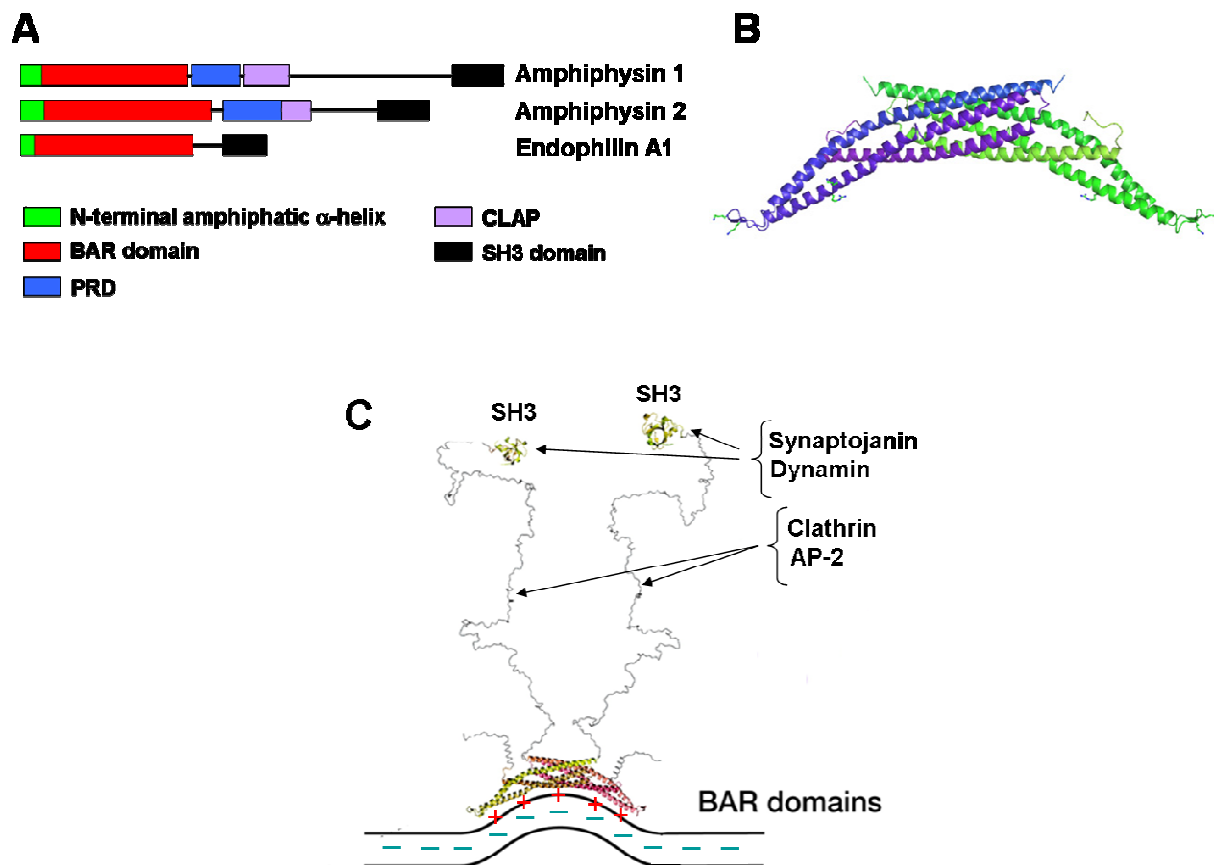 A
Amphiphysin 1
Amphiphysin 2
Endophilin A1
N-terminal amphiphatic α-helix
BAR domain
PRD
CLAP
SH3 domain
B
C
SH3
SH3
Synaptojanin
Dynamin
Clathrin
AP-2
+ + + + +
− − − − − − − − − − −
BAR domains